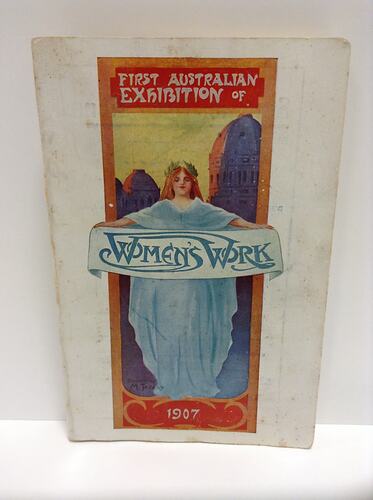 FIRST AUSTRALIAN
EXHIBITION OF
WOMEN'S WORK
1907